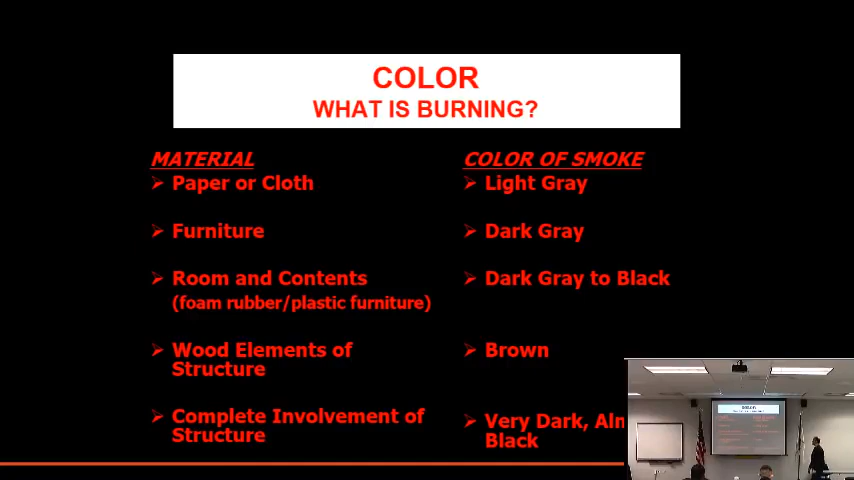 COLOR
WHAT IS BURNING?
MATERIAL
COLOR OF SMOKE
Paper or Cloth
Light Gray
Furniture
Dark Gray
Room and Contents
(foam rubber/plastic furniture)
Dark Gray to Black
Wood Elements of
Structure
Brown
Complete Involvement of
Structure
Very Dark,
Black
COLOR